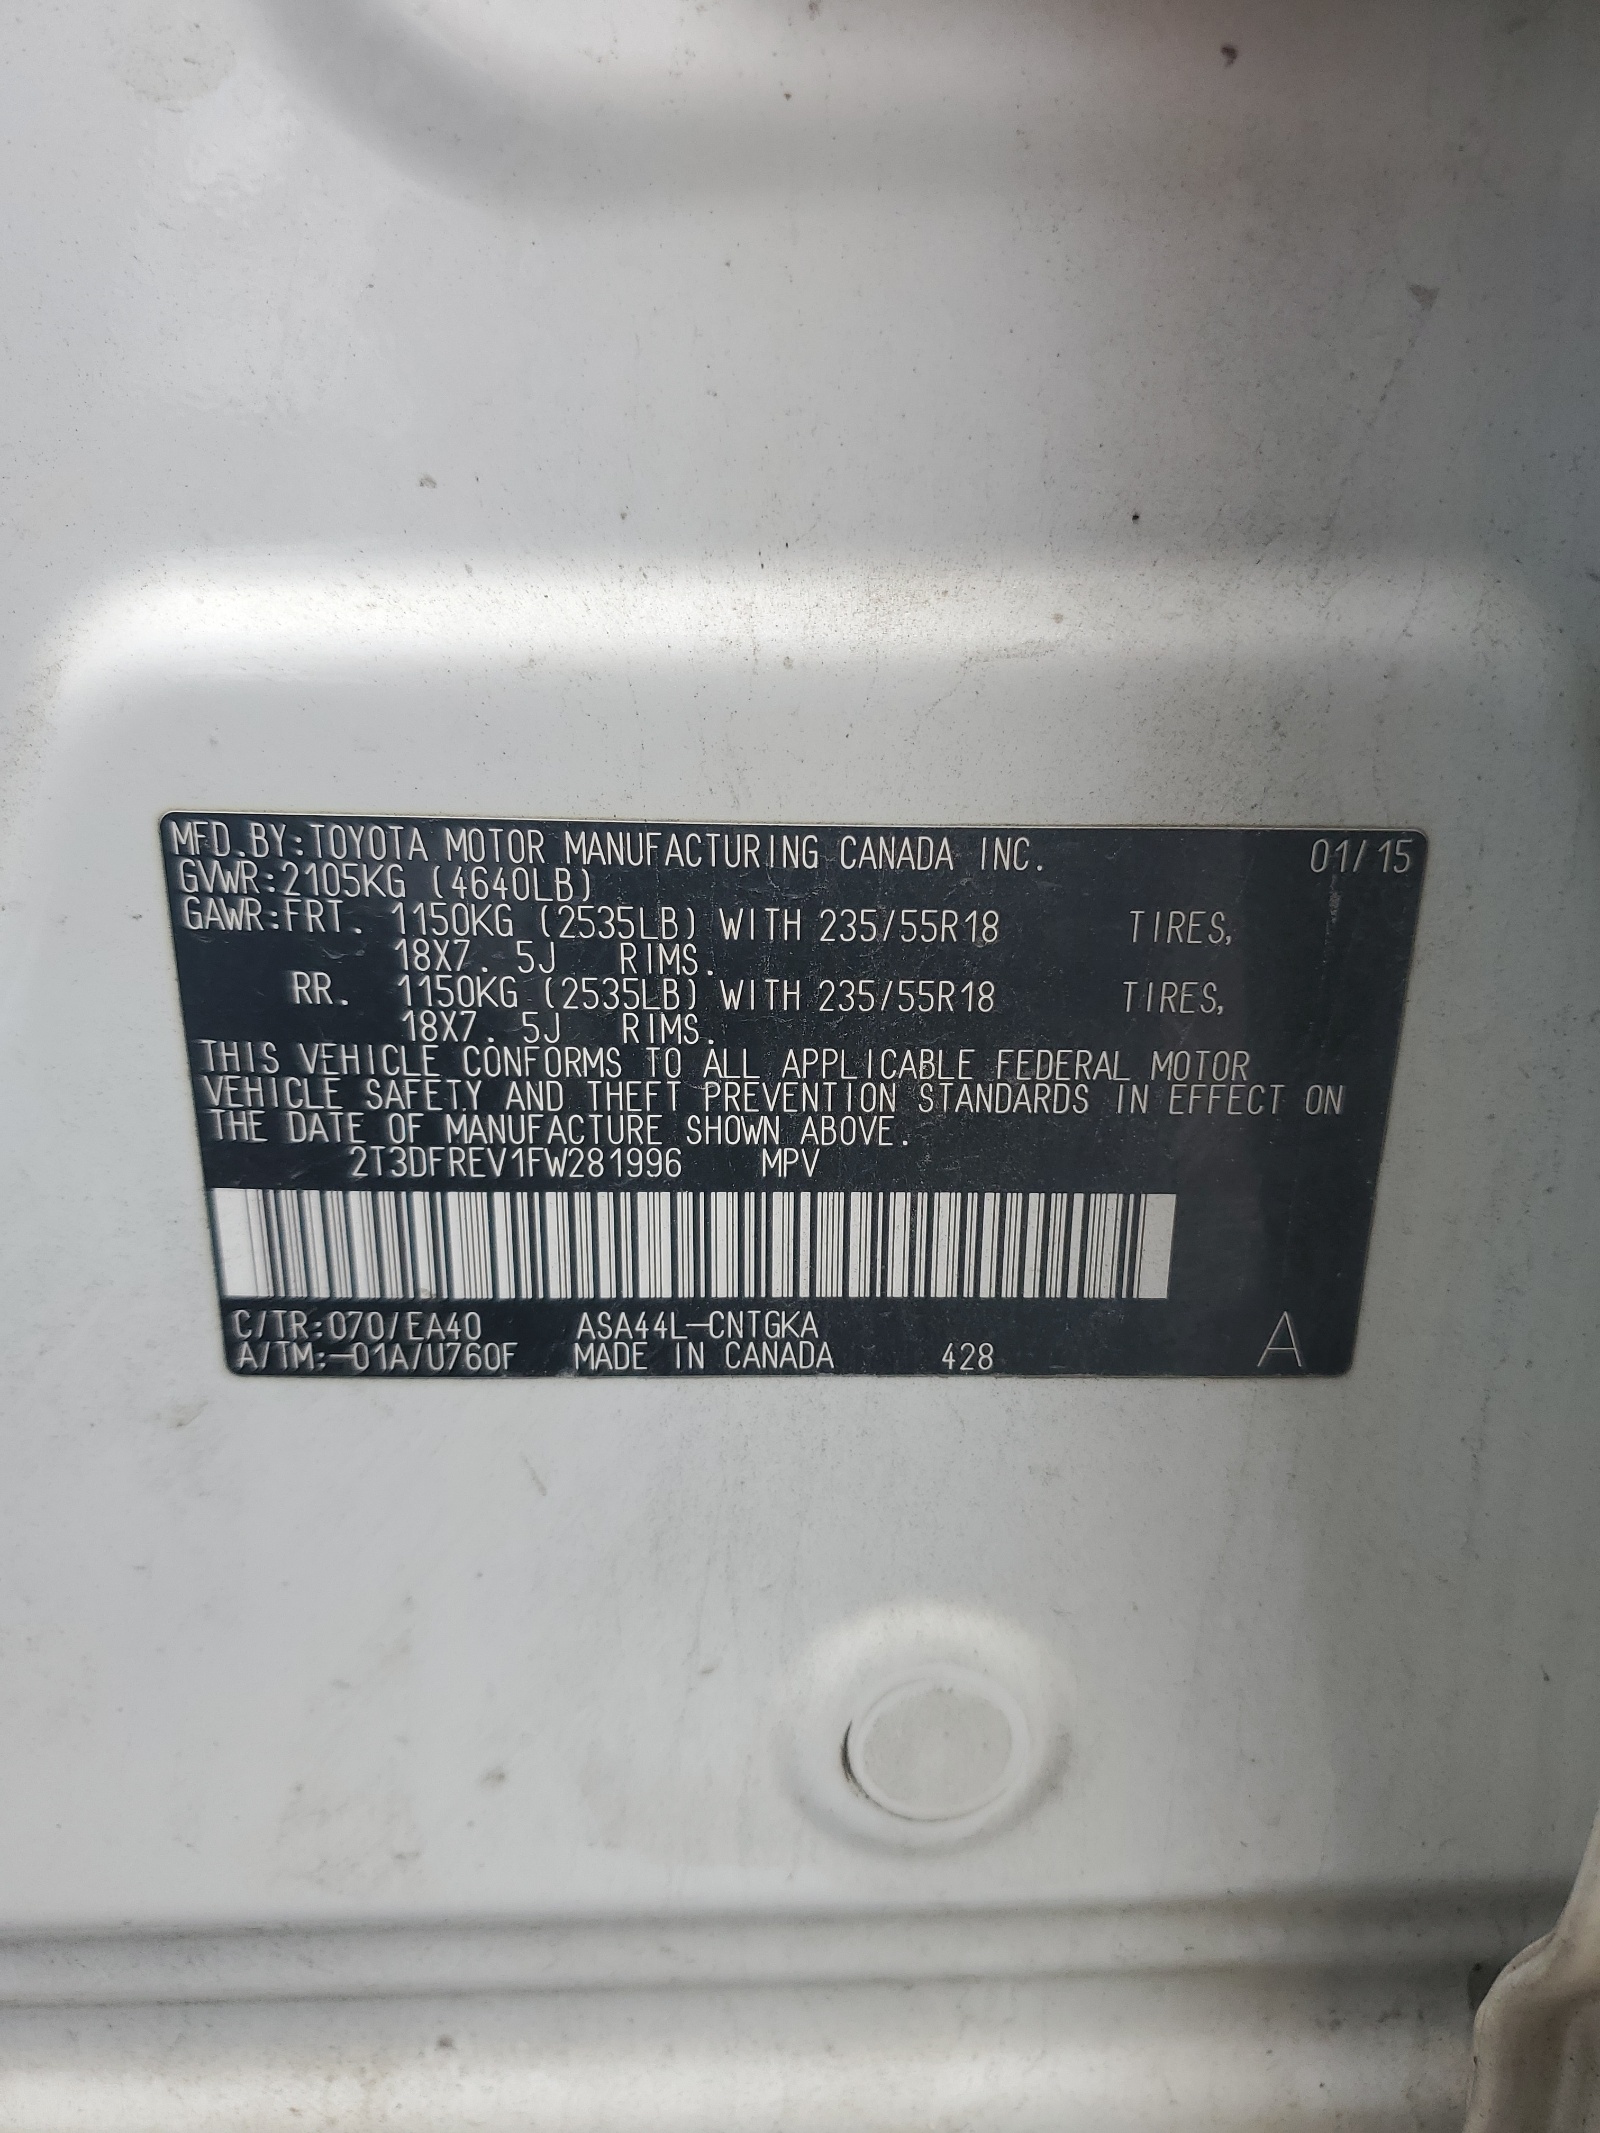 MFD.BY:TOYOTA MOTOR MANUFACTURING CANADA INC. 01/15
GVWR:2105KG (4640LB)
GAWR:FRT. 1150KG (2535LB) WITH 235/55R18 TIRES,
18X7. 5J RIMS.
RR. 1150KG (2535LB) WITH 235/55R18 TIRES,
18X7. 5J RIMS.
THIS VEHICLE CONFORMS TO ALL APPLICABLE FEDERAL MOTOR
VEHICLE SAFETY AND THEFT PREVENTION STANDARDS IN EFFECT ON
THE DATE OF MANUFACTURE SHOWN ABOVE.
2T3DFREV1FW281996 MPV
C/TR:070/EA40 ASA44L-CNTGKA
A/TM:-01A/U760F MADE IN CANADA 428 A